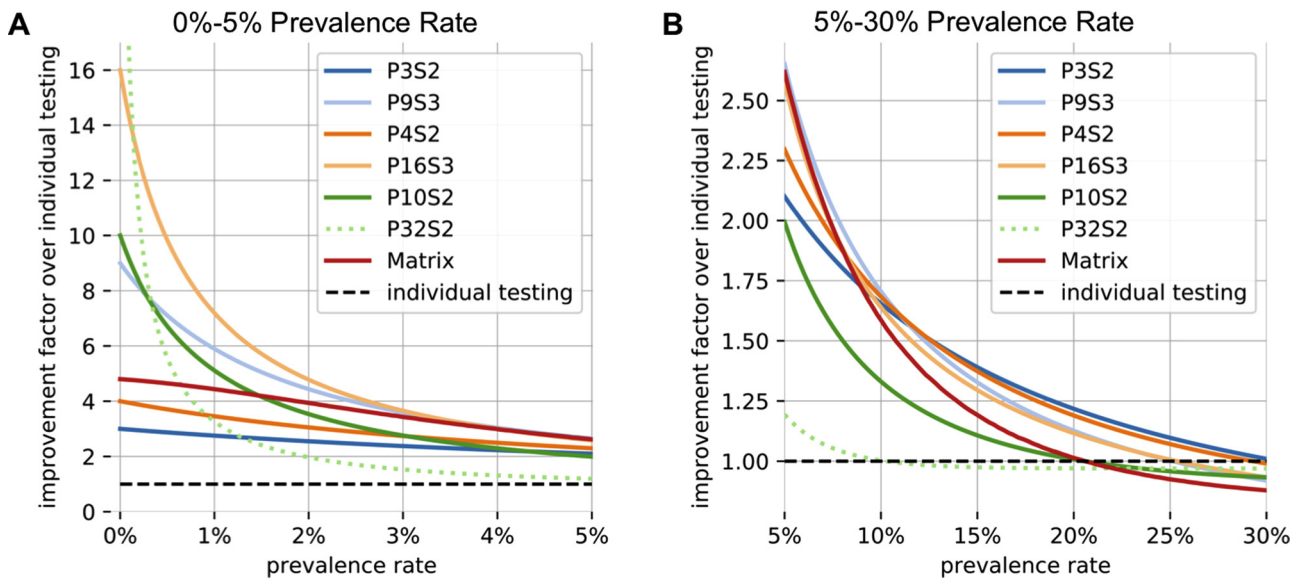 A
0%-5% Prevalence Rate
improvement factor over individual testing
16
14
12
10
8
6
4
2
0
P3S2
P9S3
P4S2
P16S3
P10S2
P32S2
Matrix
individual testing
0% 1% 2% 3% 4% 5%
prevalence rate
B
5%-30% Prevalence Rate
improvement factor over individual testing
2.50
2.25
2.00
1.75
1.50
1.25
1.00
P3S2
P9S3
P4S2
P16S3
P10S2
P32S2
Matrix
individual testing
5% 10% 15% 20% 25% 30%
prevalence rate